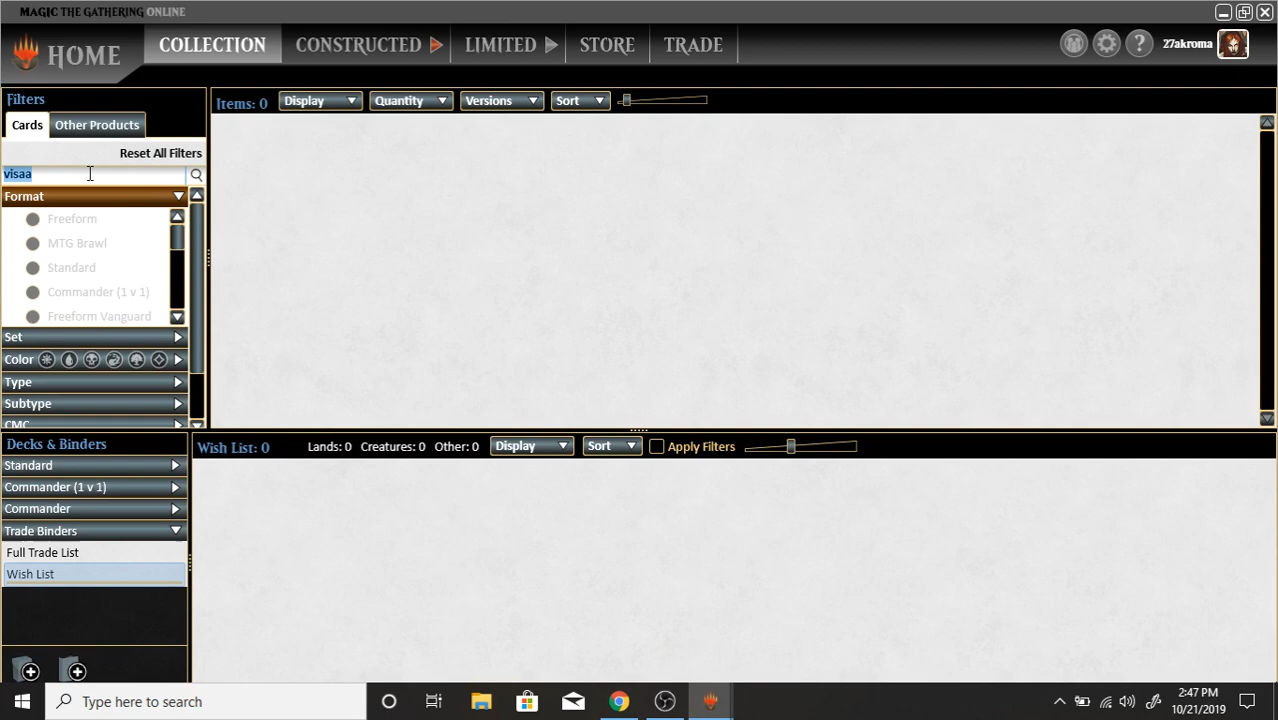 MAGIC THE GATHERING ONLINE
HOME
COLLECTION
CONSTRUCTED
LIMITED
STORE
TRADE
?
27akroma
Filters
Cards
Other Products
Reset All Filters
visaa
Format
Freeform
MTG Brawl
Standard
Commander (1 v 1)
Freeform Vanguard
Set
Color
Type
Subtype
CMC
Items: 0
Display
Quantity
Versions
Sort
Decks & Binders
Standard
Commander (1 v 1)
Commander
Trade Binders
Full Trade List
Wish List
Wish List: 0
Lands: 0 Creatures: 0 Other: 0
Display
Sort
Apply Filters
Type here to search
2:47 PM
10/21/2019